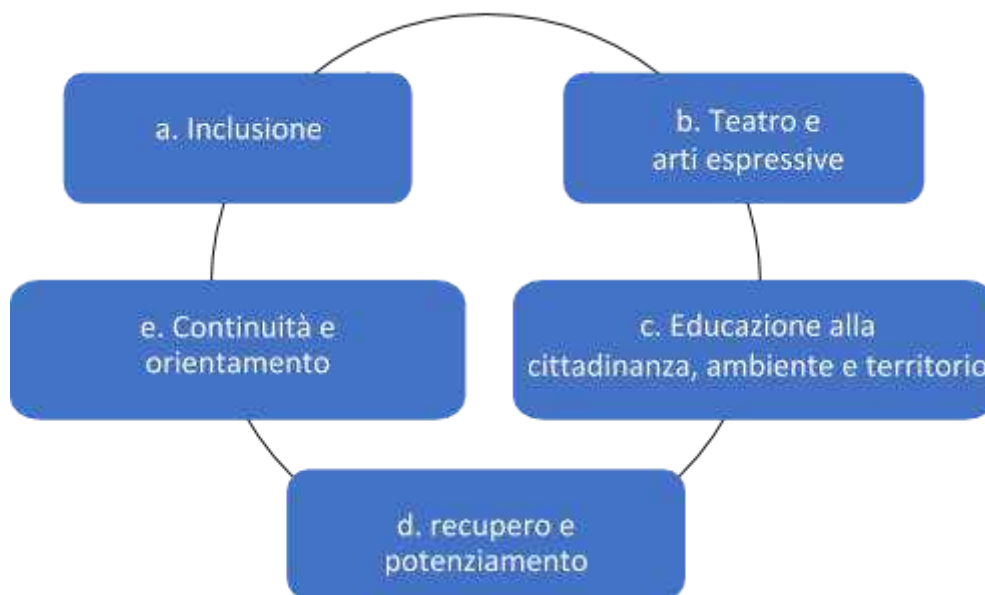 a. Inclusione
b. Teatro e
arti espressive
c. Educazione alla
cittadinanza, ambiente e territorio
d. recupero e
potenziamento
e. Continuità e
orientamento